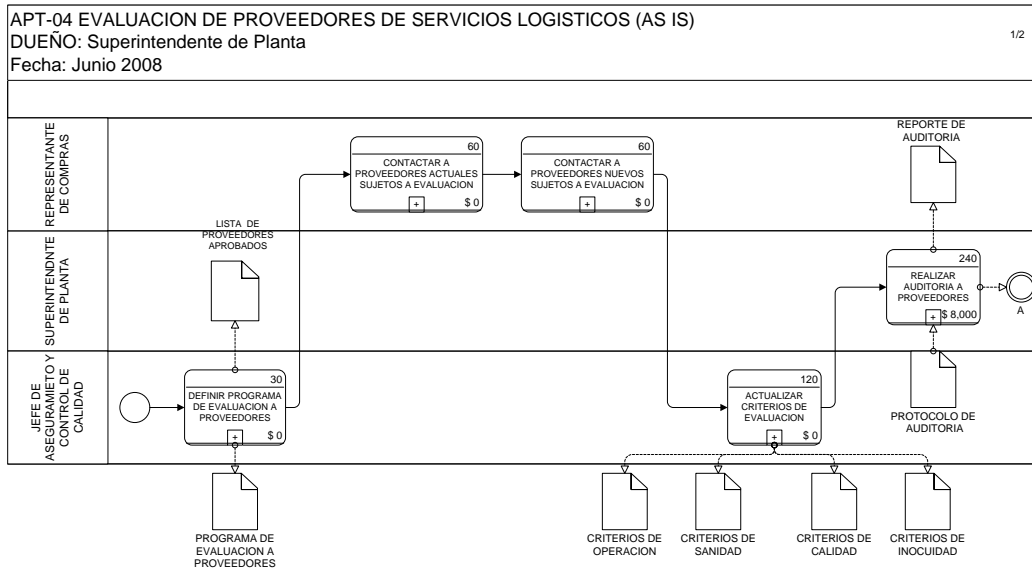 APT-04 EVALUACION DE PROVEEDORES DE SERVICIOS LOGISTICOS (AS IS)
DUEÑO: Superintendente de Planta
Fecha: Junio 2008
1/2
REPRESENTANTE
DE COMPRAS
60
CONTACTAR A
PROVEEDORES ACTUALES
SUJETOS A EVALUACION
+
$ 0
60
CONTACTAR A
PROVEEDORES NUEVOS
SUJETOS A EVALUACION
+
$ 0
REPORTE DE
AUDITORIA
SUPERINTENDNTE
DE PLANTA
LISTA DE
PROVEEDORES
APROBADOS
240
REALIZAR
AUDITORIA A
PROVEEDORES
+
$ 8,000
A
JEFE DE
ASEGURAMIETO Y
CONTROL DE
CALIDAD
30
DEFINIR PROGRAMA
DE EVALUACION A
PROVEEDORES
+
$ 0
120
ACTUALIZAR
CRITERIOS DE
EVALUACION
+
$ 0
PROTOCOLO DE
AUDITORIA
PROGRAMA DE
EVALUACION A
PROVEEDORES
CRITERIOS DE
OPERACION
CRITERIOS DE
SANIDAD
CRITERIOS DE
CALIDAD
CRITERIOS DE
INOCUIDAD